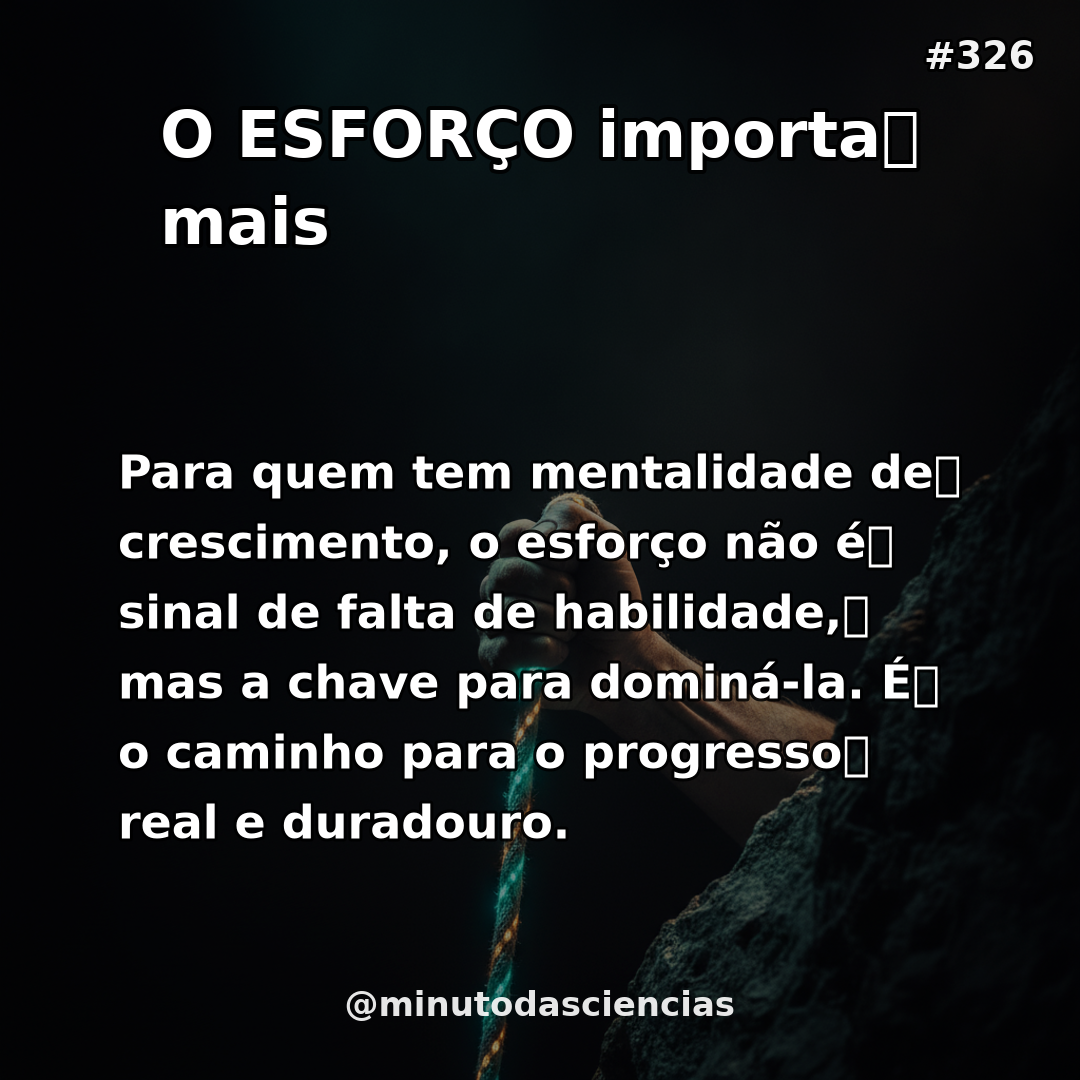 #326
O ESFORÇO importa▯
mais
Para quem tem mentalidade de▯
crescimento, o esforço não é▯
sinal de falta de habilidade,▯
mas a chave para dominá-la. É▯
o caminho para o progresso▯
real e duradouro.
@minutodasciencias